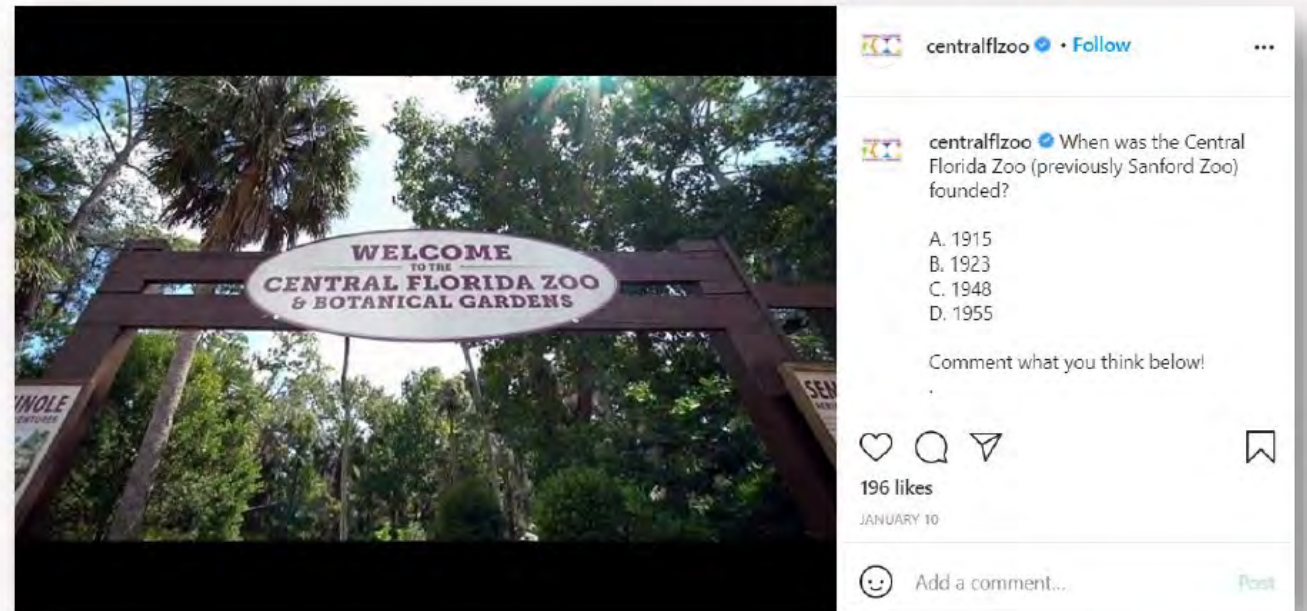 WELCOME
TO THE
CENTRAL FLORIDA ZOO
& BOTANICAL GARDENS
centralflzoo • Follow
centralflzoo When was the Central
Florida Zoo (previously Sanford Zoo)
founded?
A. 1915
B. 1923
C. 1948
D. 1955
Comment what you think below!
.
196 likes
JANUARY 10
Add a comment...
Post